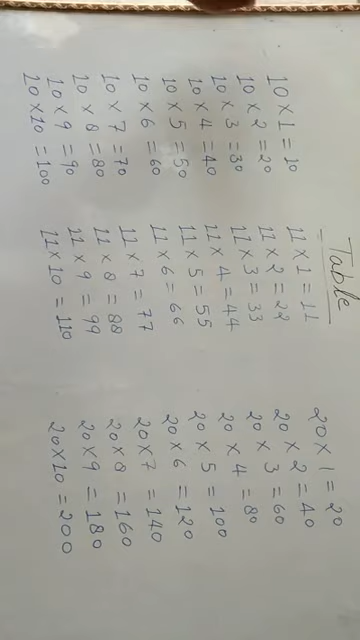 Table
10 × 1 = 10
10 × 2 = 20
10 × 3 = 30
10 × 4 = 40
10 × 5 = 50
10 × 6 = 60
10 × 7 = 70
10 × 8 = 80
10 × 9 = 90
10 × 10 = 100
11 × 1 = 11
11 × 2 = 22
11 × 3 = 33
11 × 4 = 44
11 × 5 = 55
11 × 6 = 66
11 × 7 = 77
11 × 8 = 88
11 × 9 = 99
11 × 10 = 110
20 × 1 = 20
20 × 2 = 40
20 × 3 = 60
20 × 4 = 80
20 × 5 = 100
20 × 6 = 120
20 × 7 = 140
20 × 8 = 160
20 × 9 = 180
20 × 10 = 200